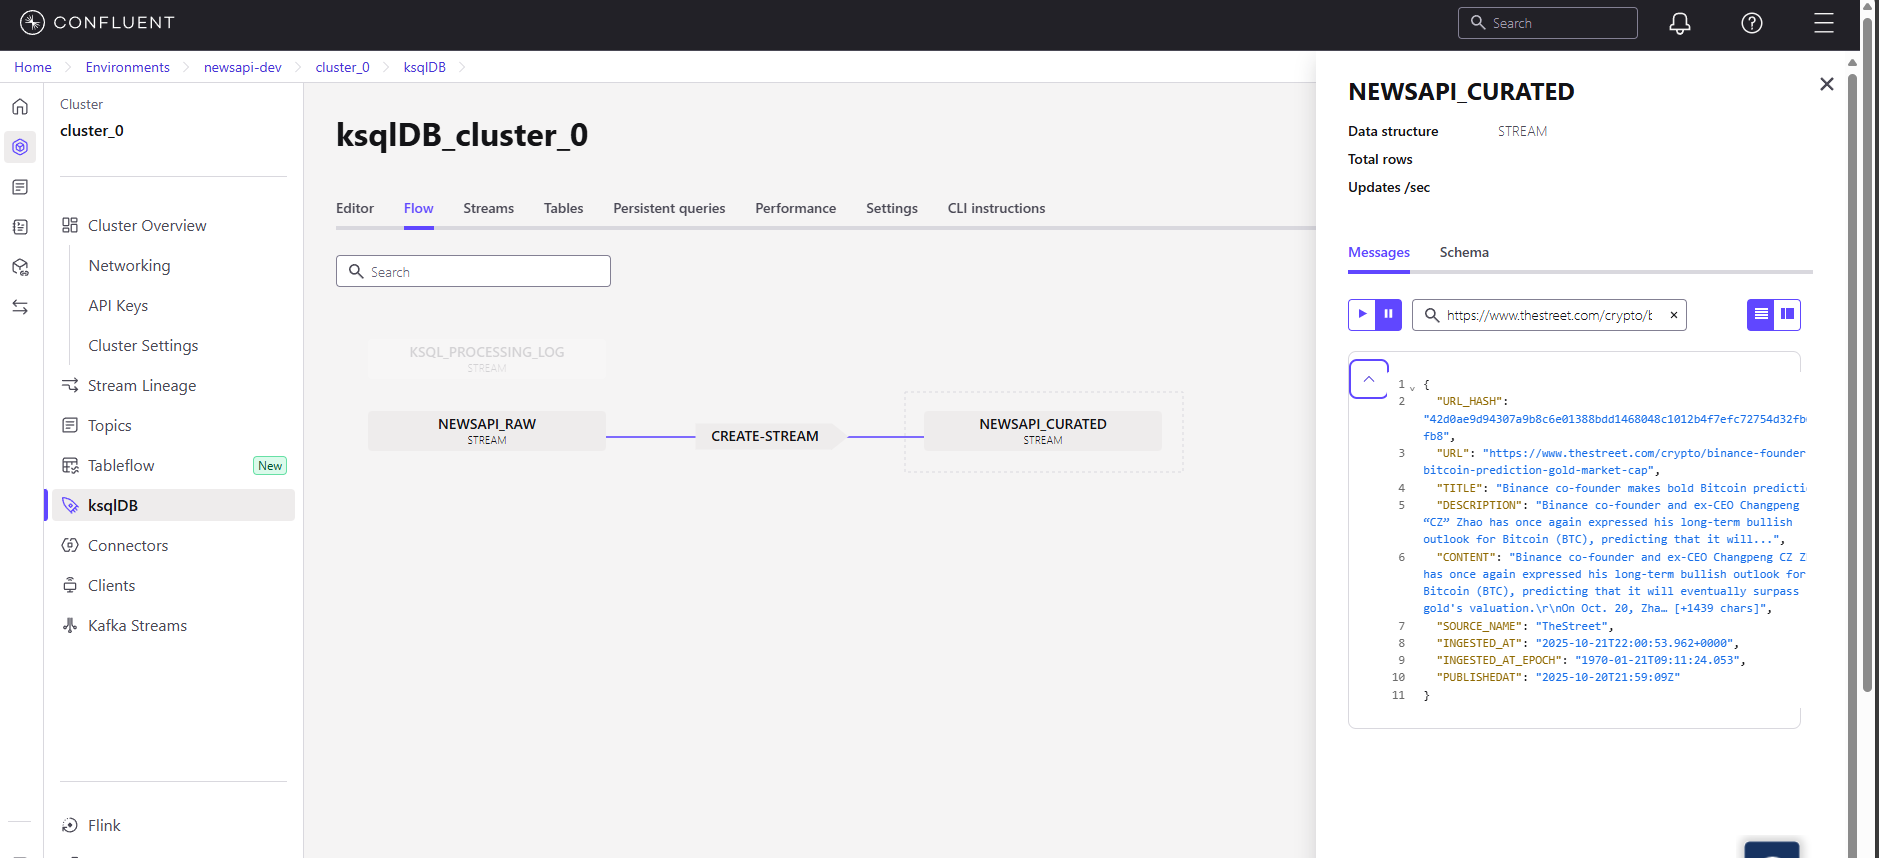 CONFLUENT
Search
Home
Environments
newsapi-dev
cluster_0
ksqlDB
Cluster
cluster_0
Cluster Overview
Networking
API Keys
Cluster Settings
Stream Lineage
Topics
Tableflow
New
ksqlDB
Connectors
Clients
Kafka Streams
Flink
ksqlDB_cluster_0
Editor
Flow
Streams
Tables
Persistent queries
Performance
Settings
CLI instructions
Search
KSQL_PROCESSING_LOG
STREAM
NEWSAPI_RAW
STREAM
CREATE-STREAM
NEWSAPI_CURATED
STREAM
NEWSAPI_CURATED
Data structure STREAM
Total rows
Updates /sec
Messages
Schema
https://www.thestreet.com/crypto/b
1 {
2 "URL_HASH":
"42d0ae9d94307a9b8c6e01388bdd1468048c1012b4f7efc72754d32fb
fb8",
3 "URL": "https://www.thestreet.com/crypto/binance-founder
bitcoin-prediction-gold-market-cap",
4 "TITLE": "Binance co-founder makes bold Bitcoin predicti
5 "DESCRIPTION": "Binance co-founder and ex-CEO Changpeng
“CZ” Zhao has once again expressed his long-term bullish
outlook for Bitcoin (BTC), predicting that it will...",
6 "CONTENT": "Binance co-founder and ex-CEO Changpeng CZ Z
has once again expressed his long-term bullish outlook for
Bitcoin (BTC), predicting that it will eventually surpass
gold's valuation.\r\nOn Oct. 20, Zha… [+1439 chars]",
7 "SOURCE_NAME": "TheStreet",
8 "INGESTED_AT": "2025-10-21T22:00:53.962+0000",
9 "INGESTED_AT_EPOCH": "1970-01-21T09:11:24.053",
10 "PUBLISHEDAT": "2025-10-20T21:59:09Z"
11 }